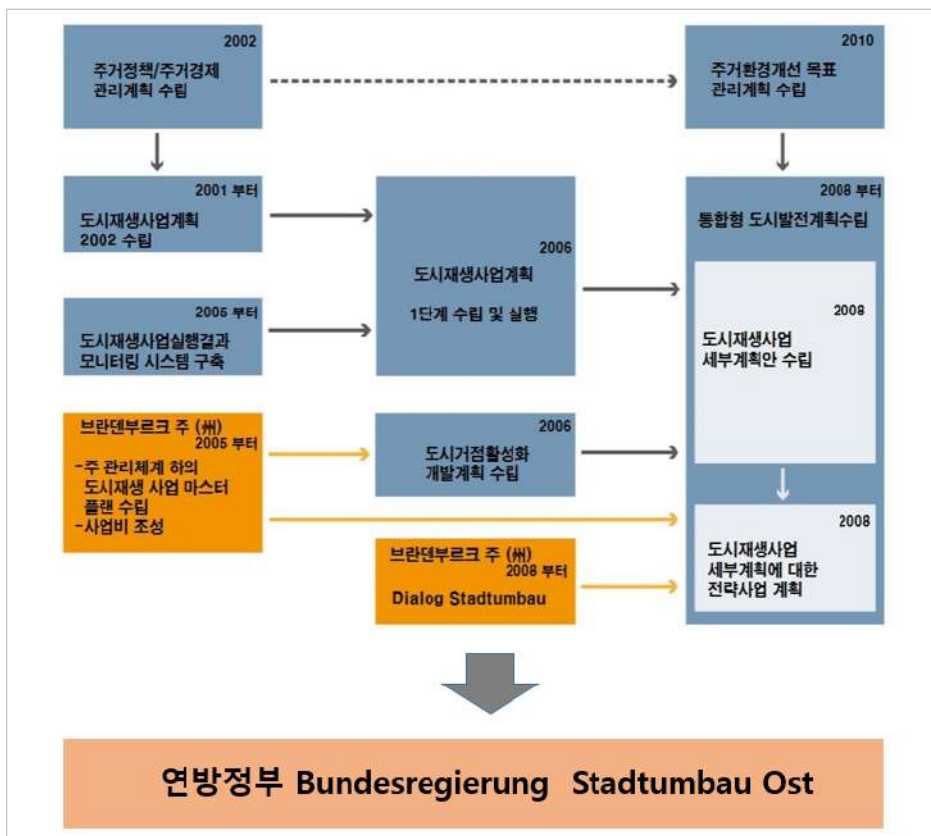 2002
주거정책/주거경제
관리계획 수립
2010
주거환경개선 목표
관리계획 수립
2001 부터
도시재생사업계획
2002 수립
2006
도시재생사업계획
1단계 수립 및 실행
2008 부터
통합형 도시발전계획수립
2008
도시재생사업
세부계획안 수립
2005 부터
도시재생사업실행결과
모니터링 시스템 구축
브란덴부르크 주 (州)
2005 부터
-주 관리체계 하의
도시재생 사업 마스터
플랜 수립
-사업비 조성
2006
도시거점활성화
개발계획 수립
2008
도시재생사업
세부계획에 대한
전략사업 계획
브란덴부르크 주 (州)
2008 부터
Dialog Stadtumbau
연방정부 Bundesregierung Stadtumbau Ost